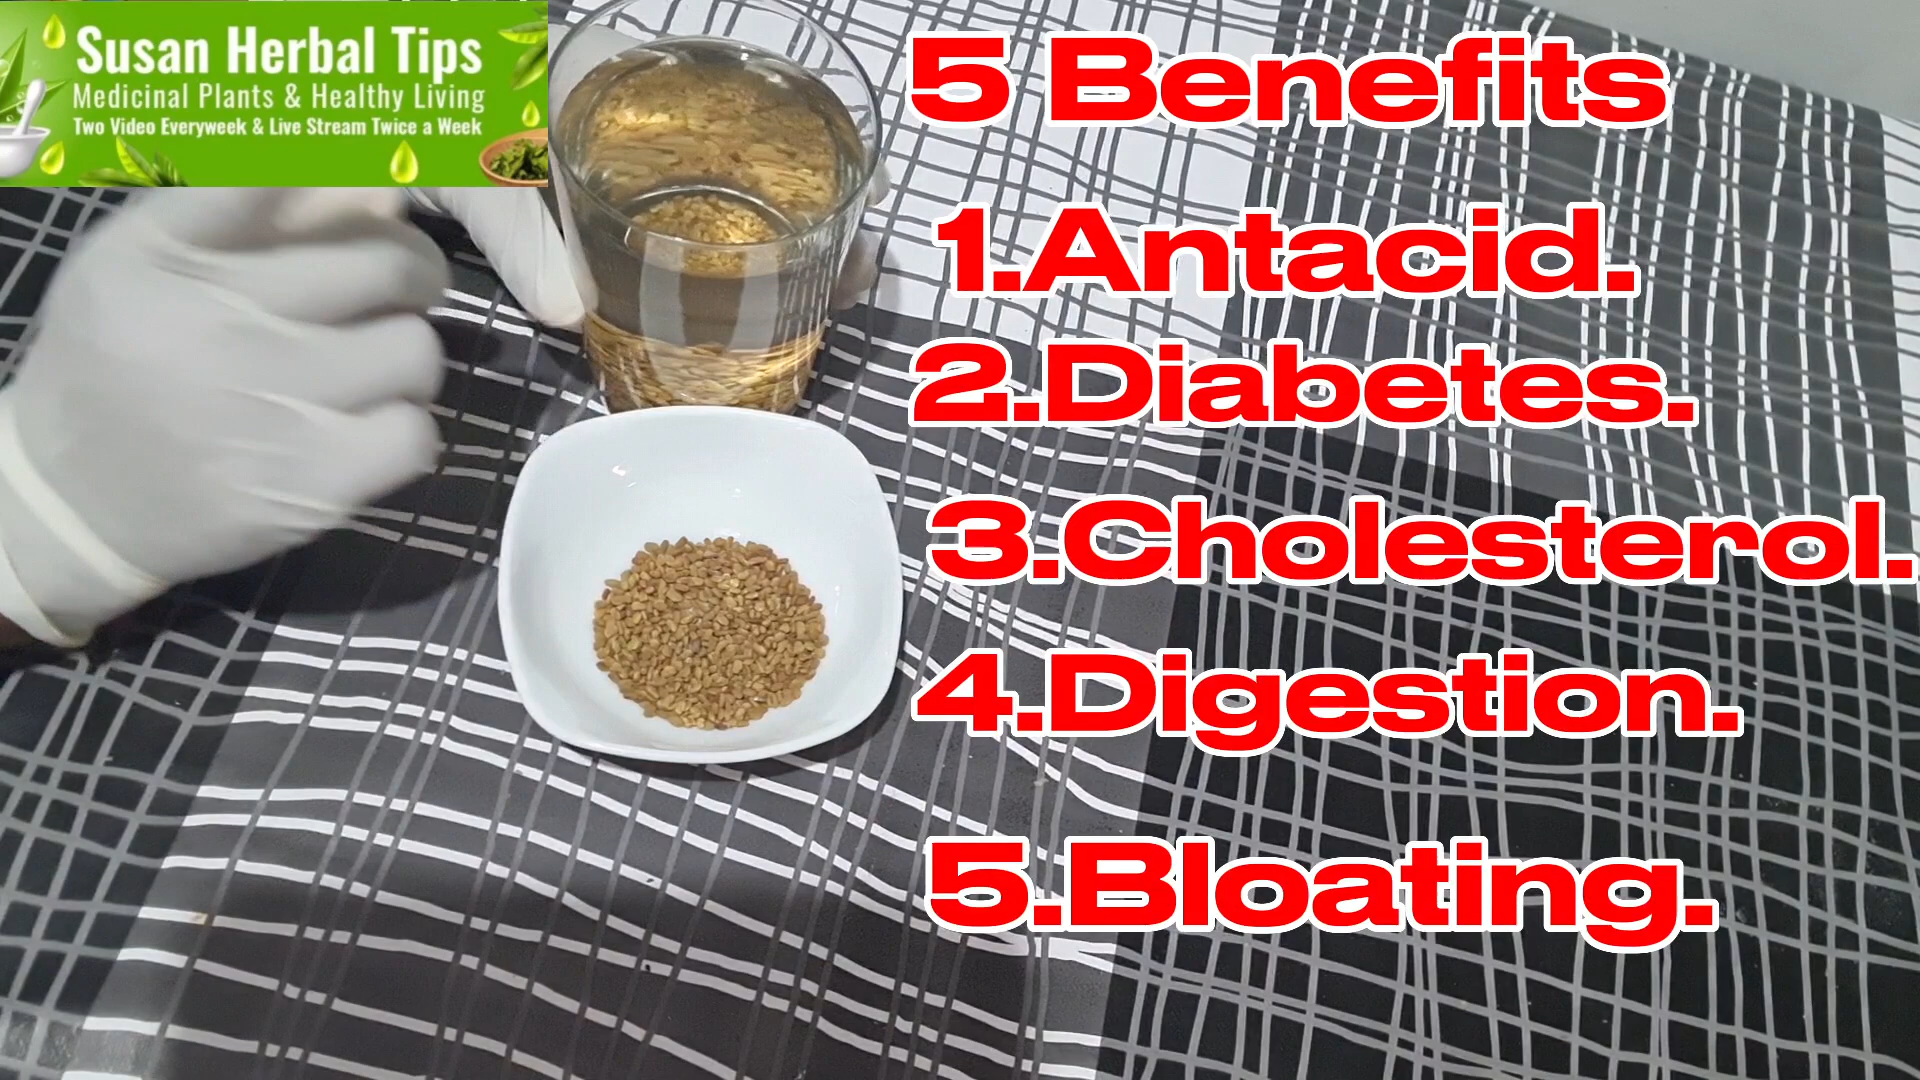 Susan Herbal Tips
Medicinal Plants & Healthy Living
Two Video Everyweek & Live Stream Twice a Week
5 Benefits
1.Antacid.
2.Diabetes.
3.Cholesterol.
4.Digestion.
5.Bloating.